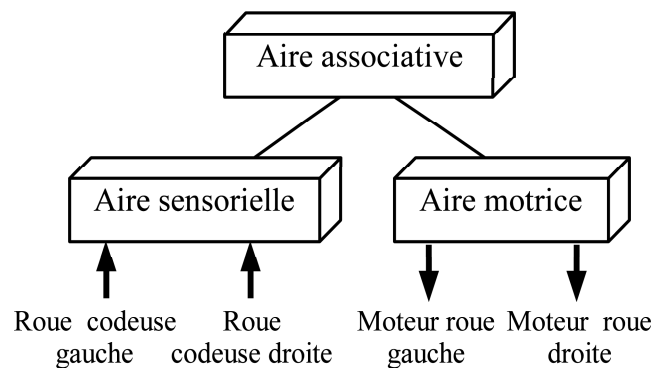 Aire associative
Aire sensorielle
Aire motrice
Roue codeuse
gauche
Roue
codeuse droite
Moteur roue
gauche
Moteur roue
droite